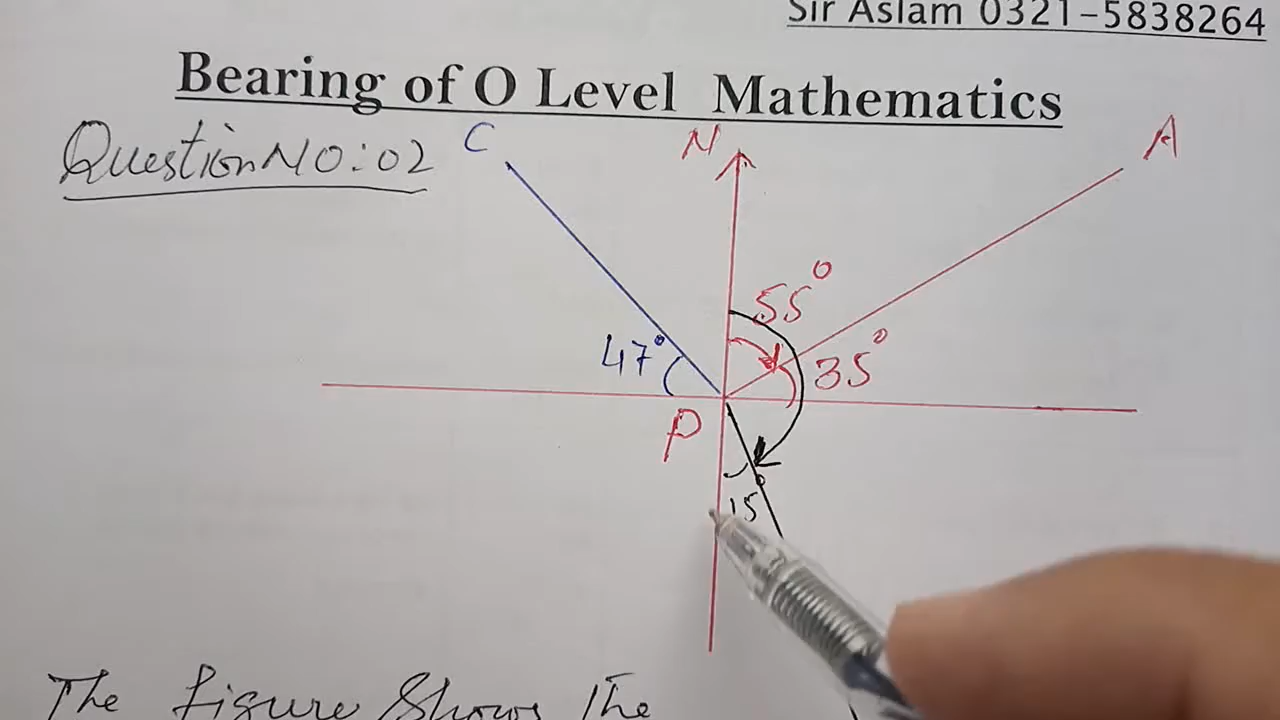 Sir Aslam 0321-5838264
Bearing of O Level Mathematics
Question NO:02
C
N
A
55°
47°
35°
P
15°
The figure Shows The